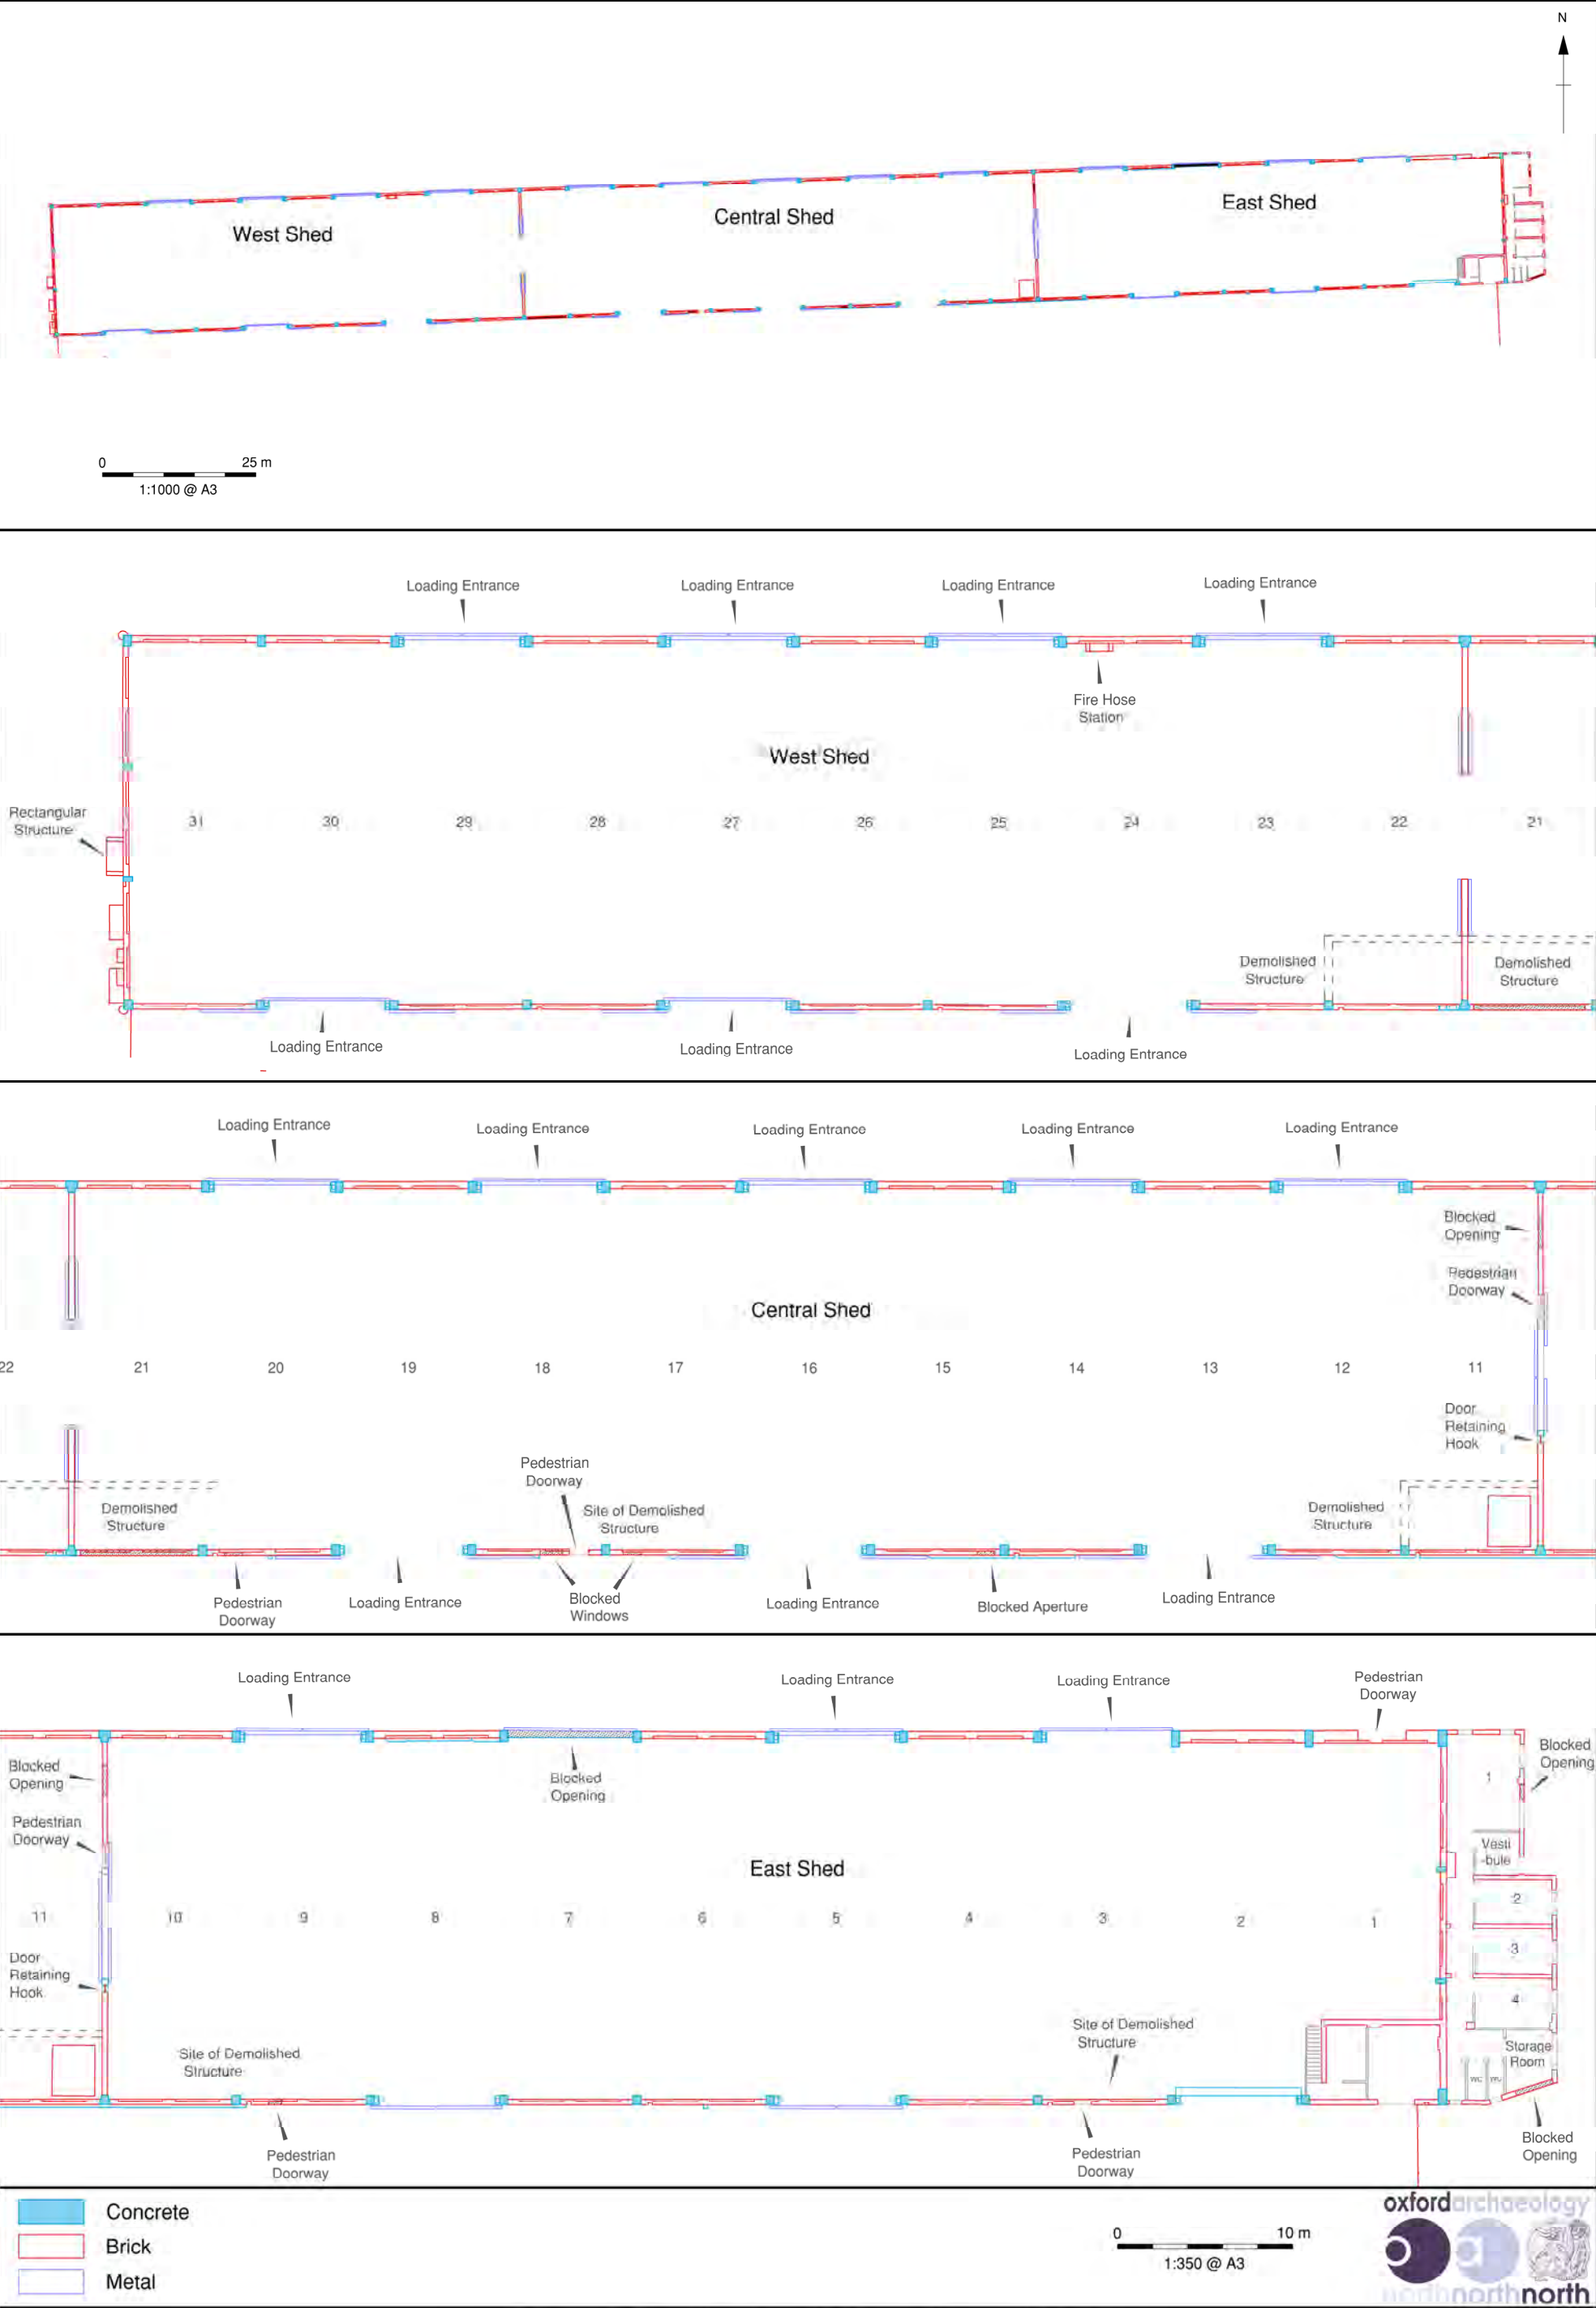 N
West Shed
Central Shed
East Shed
0 25 m
1:1000 @ A3
Loading Entrance
Loading Entrance
Loading Entrance
Loading Entrance
Fire Hose
Station
West Shed
Rectangular
Structure
31 30 29 28 27 26 25 24 23 22 21
Demolished
Structure
Demolished
Structure
Loading Entrance
Loading Entrance
Loading Entrance
Loading Entrance
Loading Entrance
Loading Entrance
Loading Entrance
Loading Entrance
Blocked
Opening
Pedestrian
Doorway
Central Shed
22 21 20 19 18 17 16 15 14 13 12 11
Door
Retaining
Hook
Pedestrian
Doorway
Demolished
Structure
Site of Demolished
Structure
Demolished
Structure
Pedestrian
Doorway
Loading Entrance
Blocked
Windows
Loading Entrance
Blocked Aperture
Loading Entrance
Loading Entrance
Loading Entrance
Loading Entrance
Pedestrian
Doorway
Blocked
Opening
Blocked
Opening
Blocked
Opening
1
Pedestrian
Doorway
Vesti
-bule
East Shed
2
11 10 9 8 7 6 5 4 3 2 1
3
Door
Retaining
Hook
4
Site of Demolished
Structure
Site of Demolished
Structure
Storage
Room
WC
Pedestrian
Doorway
Pedestrian
Doorway
Blocked
Opening
Concrete
Brick
Metal
0 10 m
1:350 @ A3
oxfordarchaeology
northnorthnorth